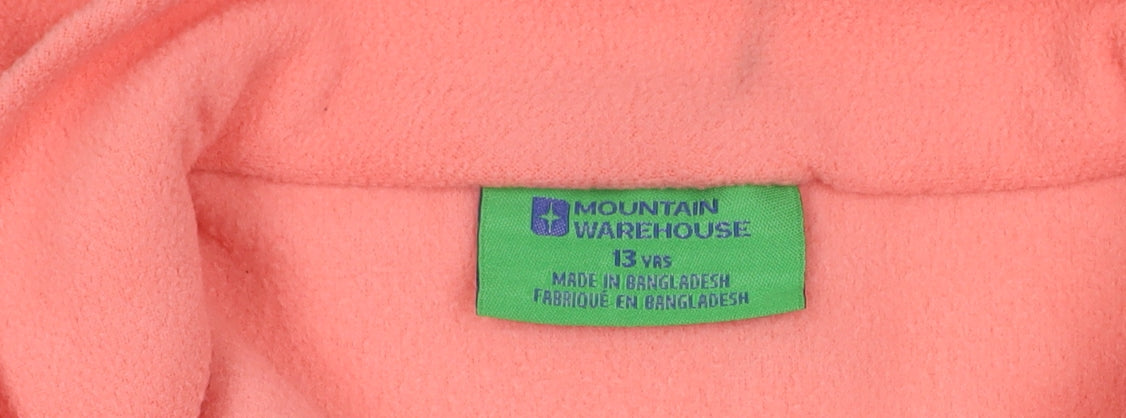 MOUNTAIN
WAREHOUSE
13 YRS
MADE IN BANGLADESH
FABRIQUÉ EN BANGLADESH